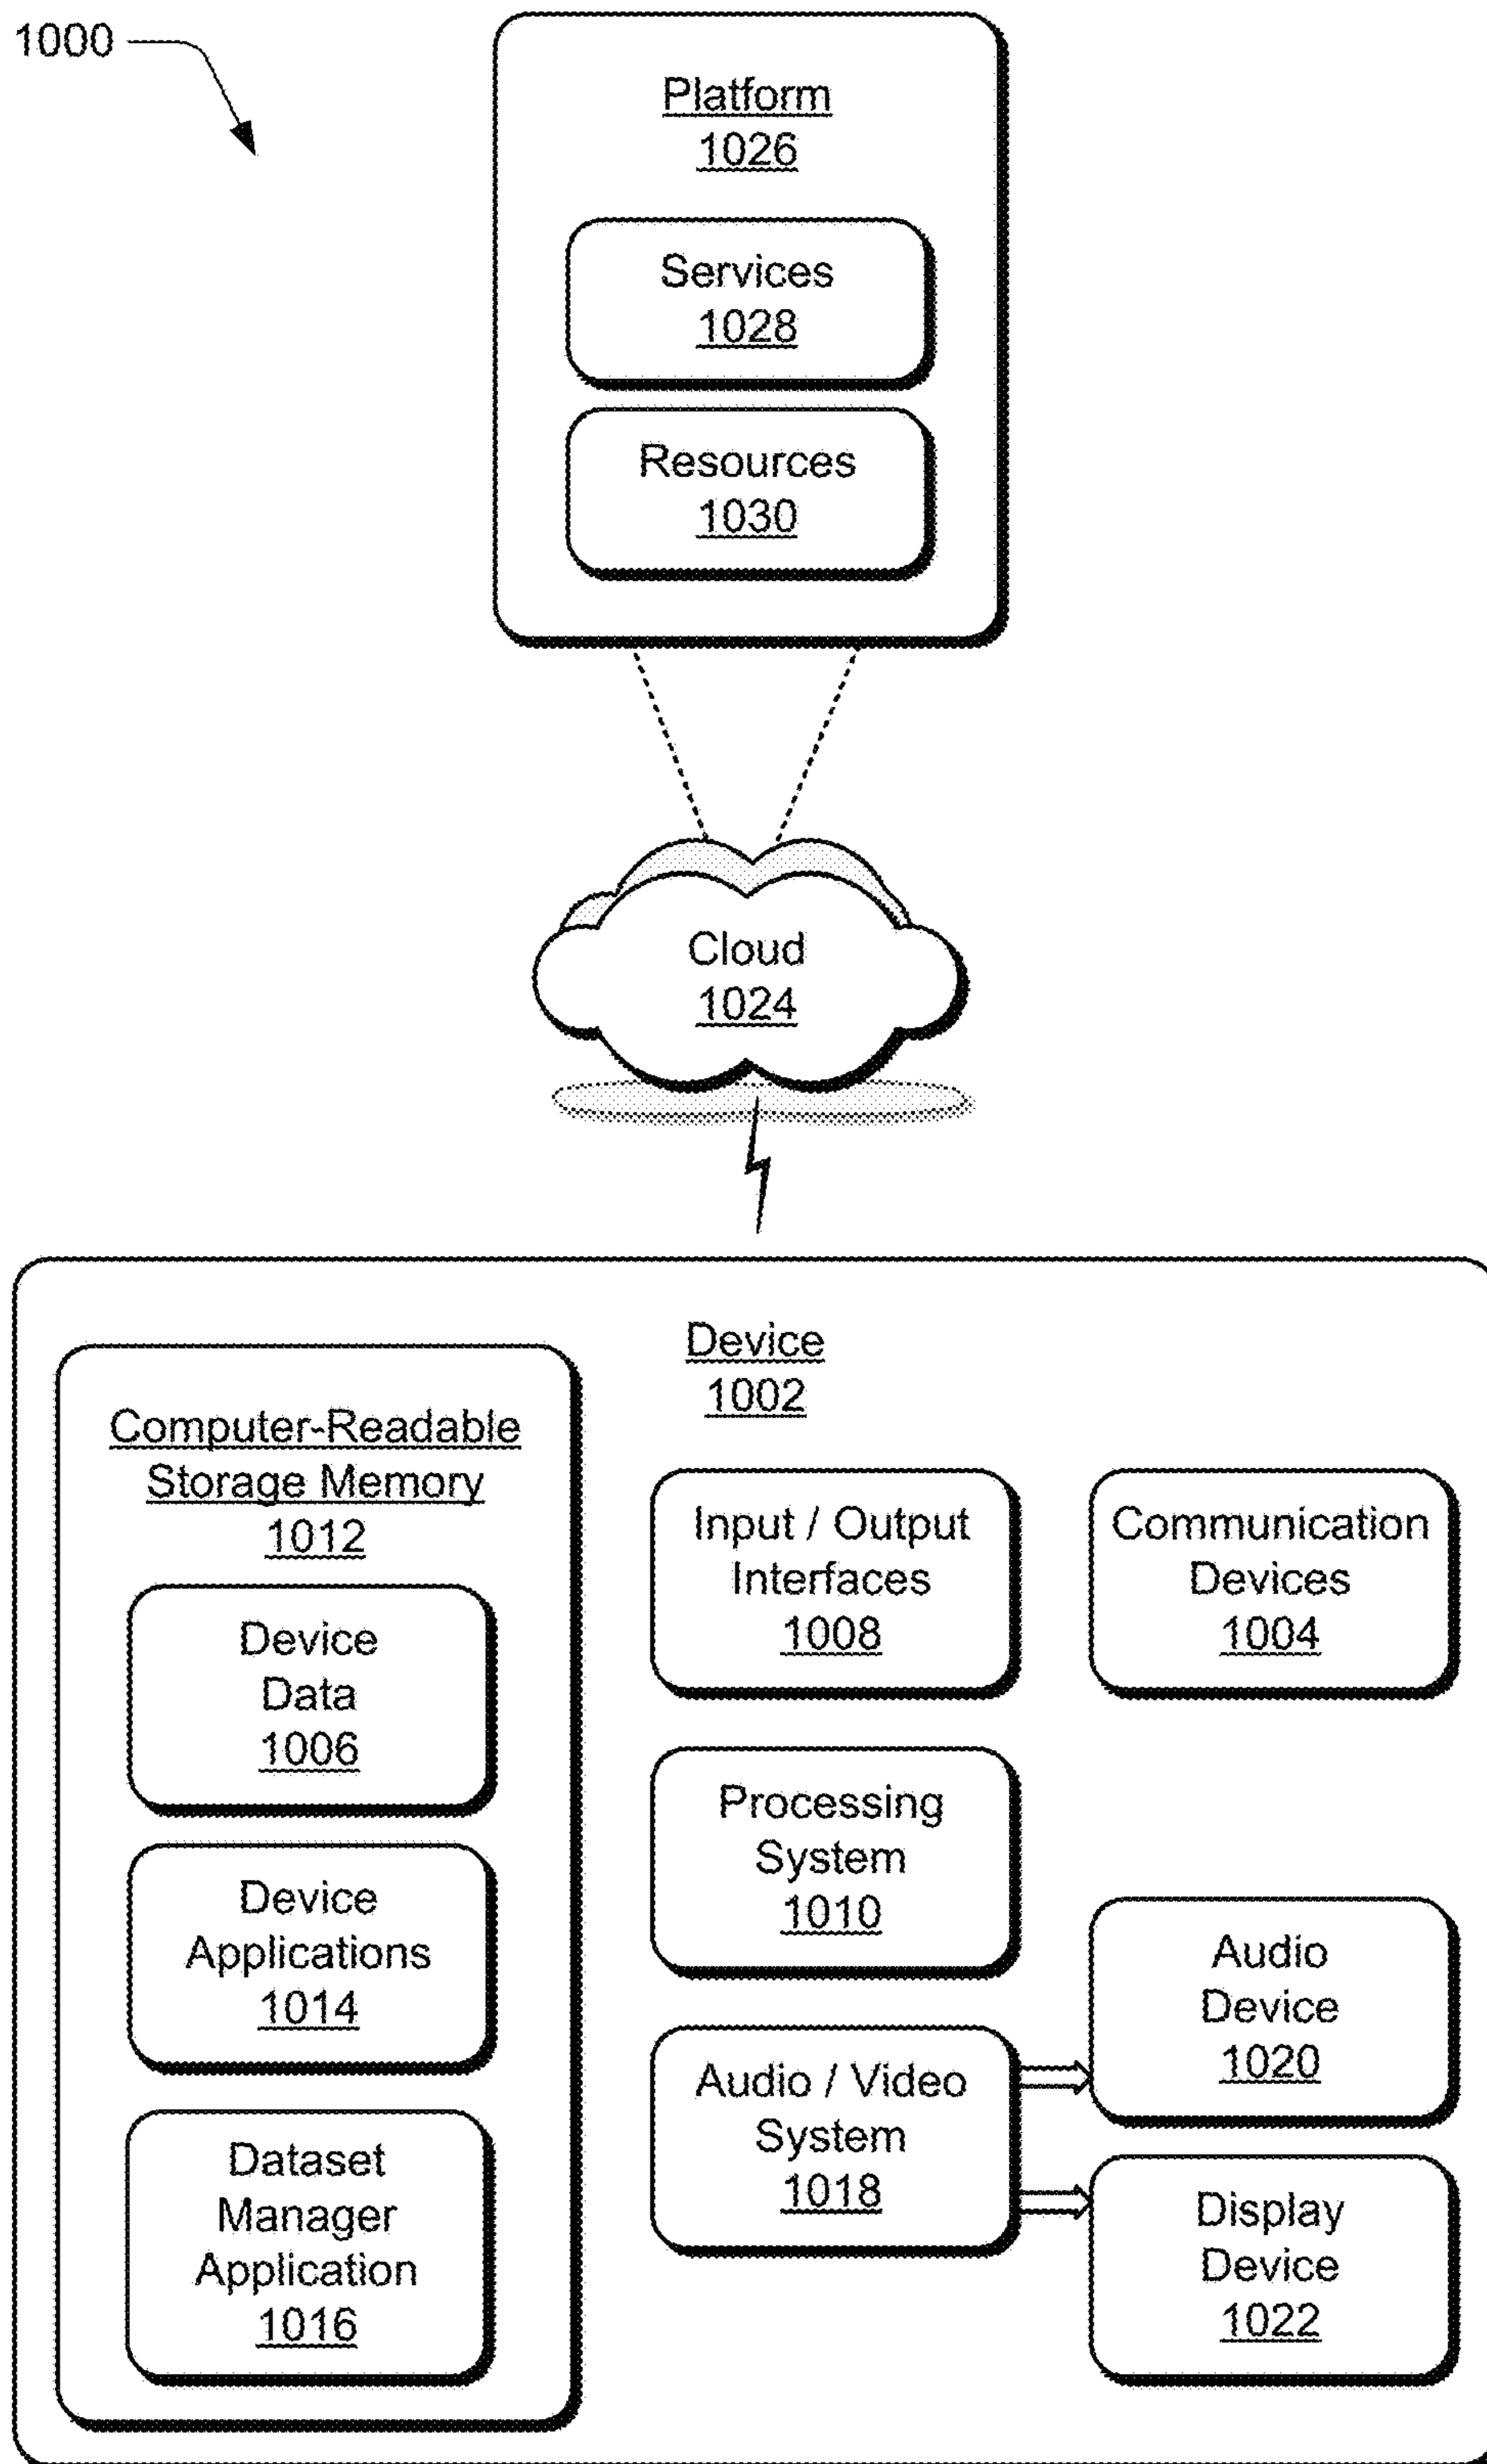 1000
Platform
1026
Services
1028
Resources
1030
Cloud
1024
Device
1002
Computer-Readable
Storage Memory
1012
Device
Data
1006
Device
Applications
1014
Dataset
Manager
Application
1016
Input / Output
Interfaces
1008
Processing
System
1010
Audio / Video
System
1018
Communication
Devices
1004
Audio
Device
1020
Display
Device
1022